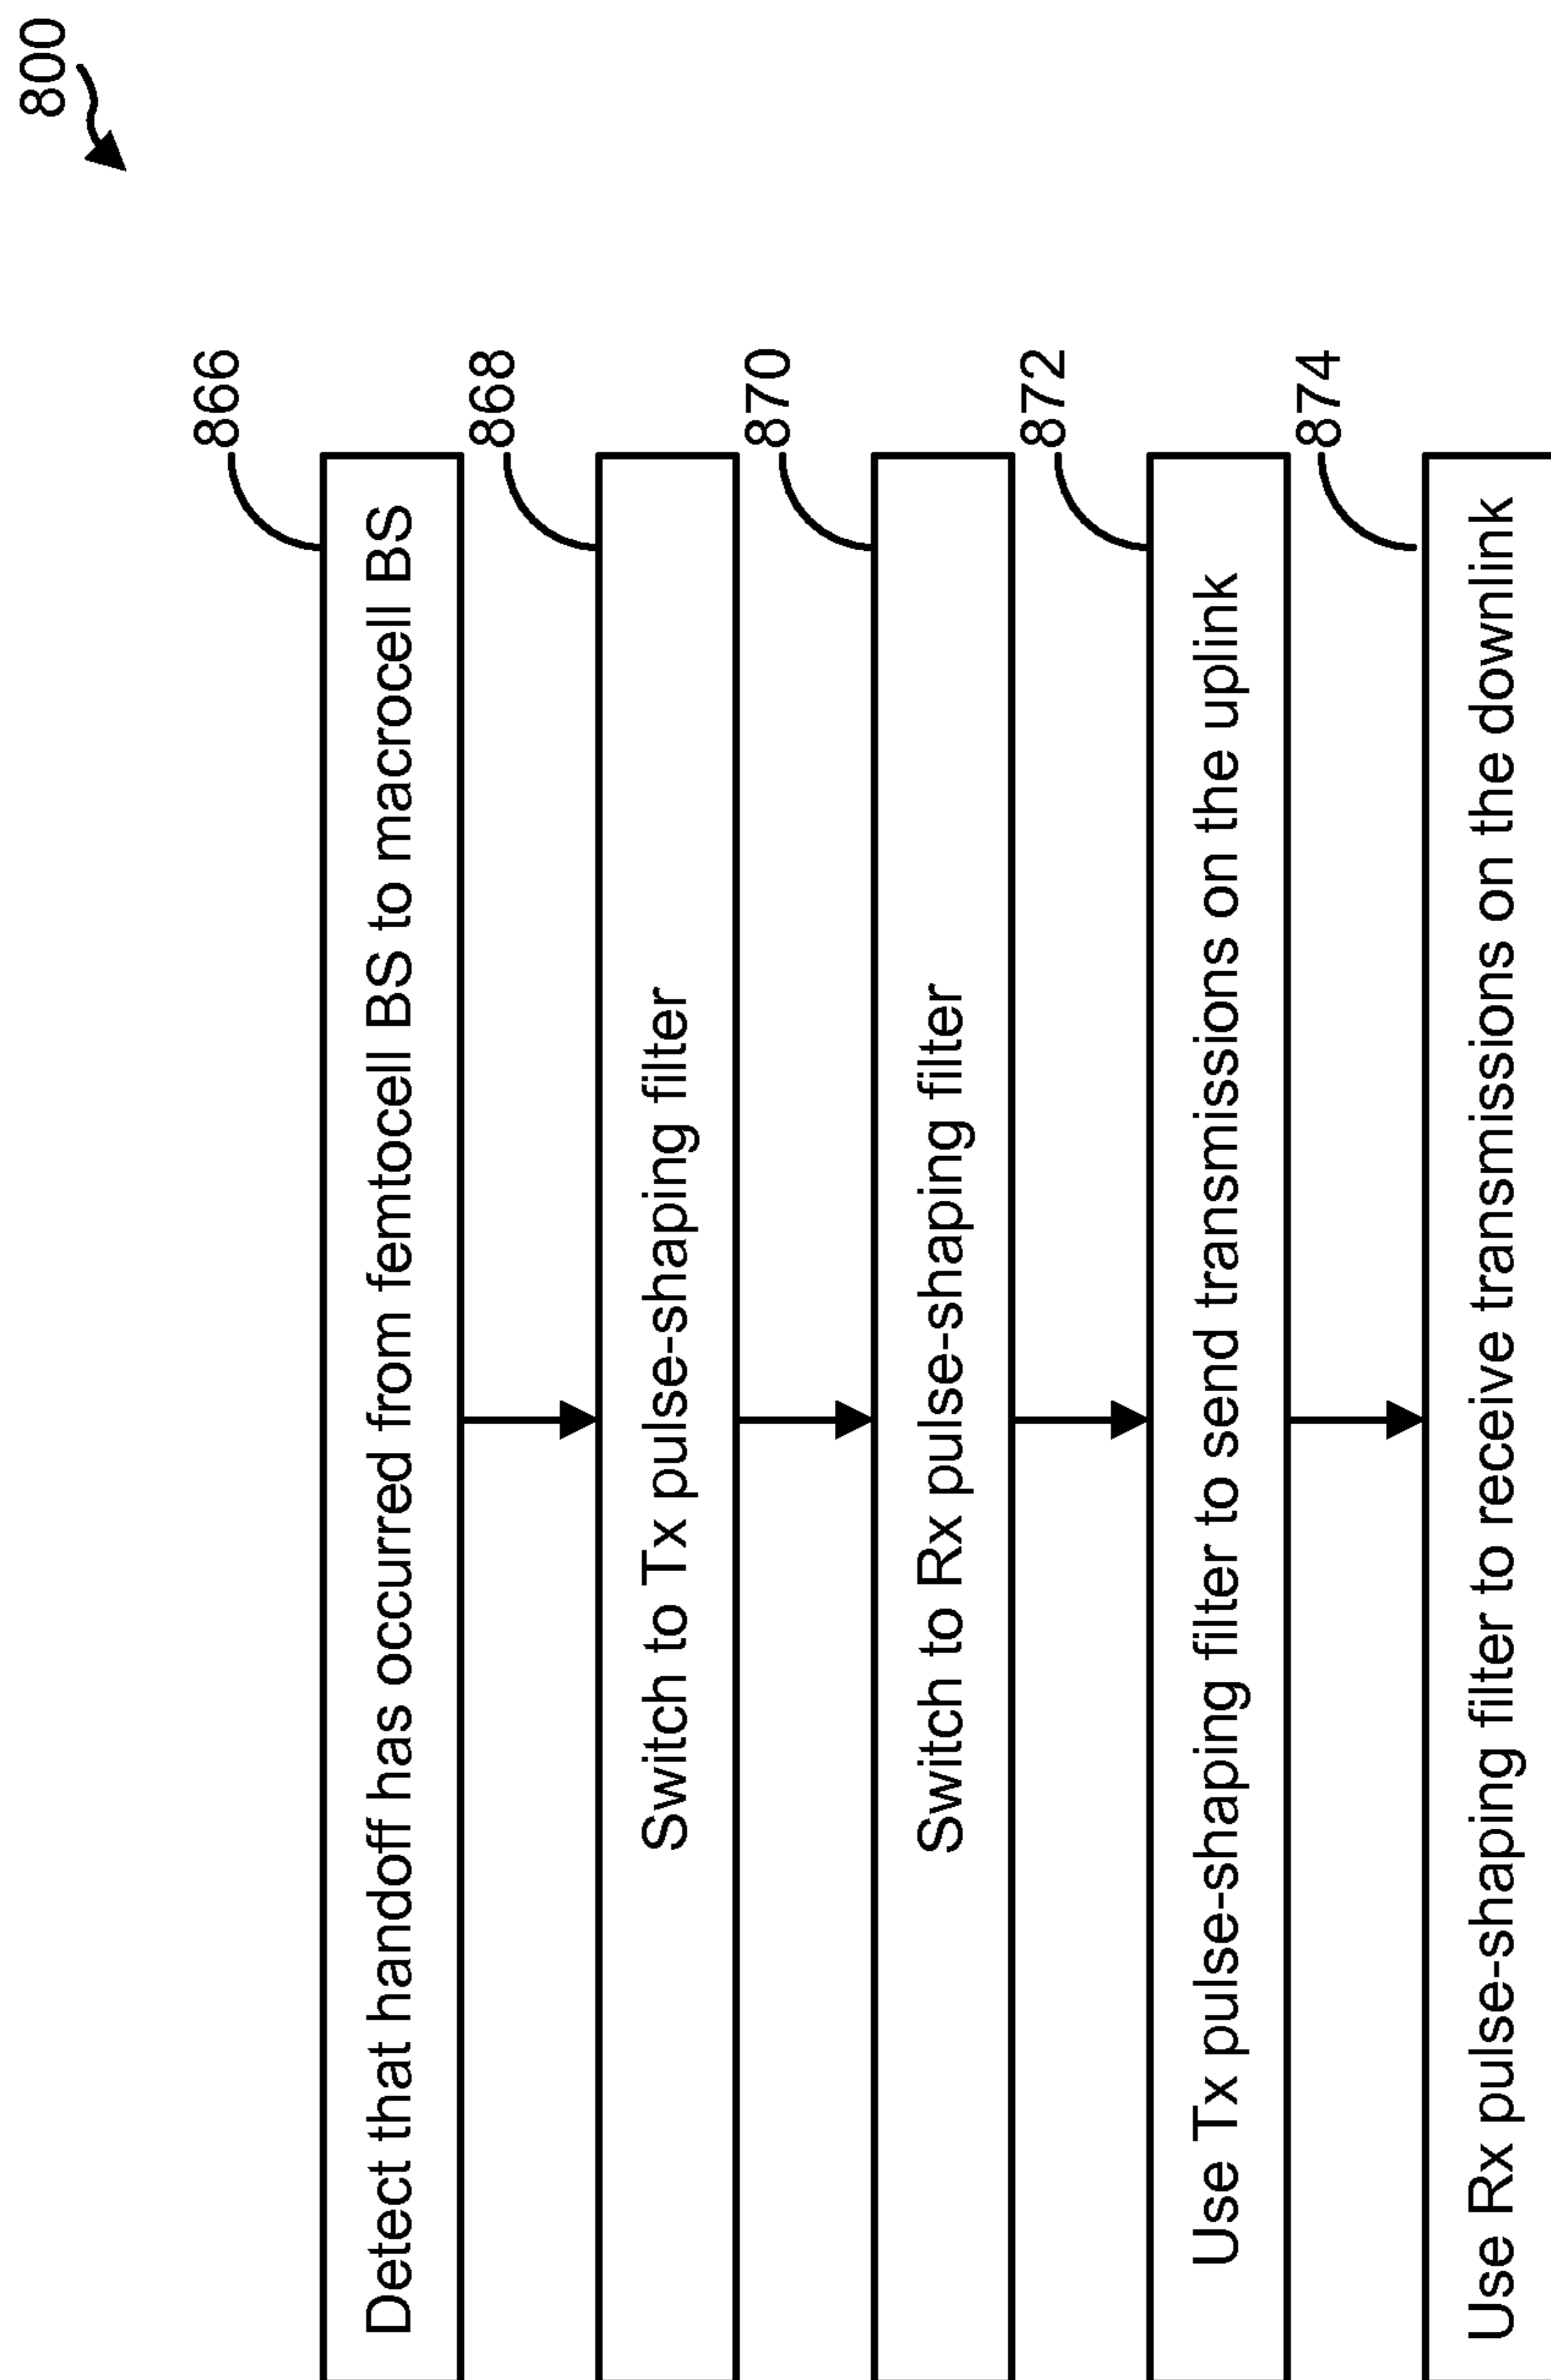 800
866
Detect that handoff has occurred from femtocell BS to macrocell BS
868
Switch to Tx pulse-shaping filter
870
Switch to Rx pulse-shaping filter
872
Use Tx pulse-shaping filter to send transmissions on the uplink
874
Use Rx pulse-shaping filter to receive transmissions on the downlink